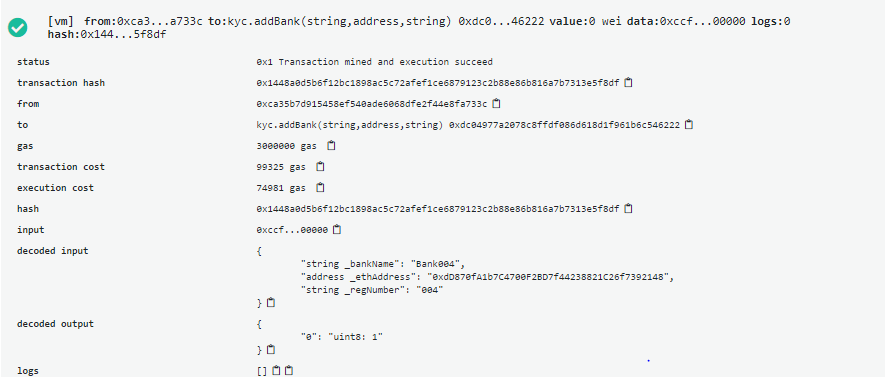 [vm] from:0xca3...a733c to:kyc.addBank(string,address,string) 0xdc0...46222 value:0 wei data:0xccf...00000 logs:0
hash:0x144...5f8df
status 0x1 Transaction mined and execution succeed
transaction hash 0x1448a0d5b6f12bc1898ac5c72afef1ce6879123c2b88e86b816a7b7313e5f8df
from 0xca35b7d915458ef540ade6068dfe2f44e8fa733c
to kyc.addBank(string,address,string) 0xdc04977a2078c8ffdf086d618d1f961b6c546222
gas 3000000 gas
transaction cost 99325 gas
execution cost 74981 gas
hash 0x1448a0d5b6f12bc1898ac5c72afef1ce6879123c2b88e86b816a7b7313e5f8df
input 0xccf...00000
decoded input {
"string _bankName": "Bank004",
"address _ethAddress": "0xdD870fA1b7C4700F2BD7f44238821C26f7392148",
"string _regNumber": "004"
}
decoded output {
"0": "uint8: 1"
}
logs []